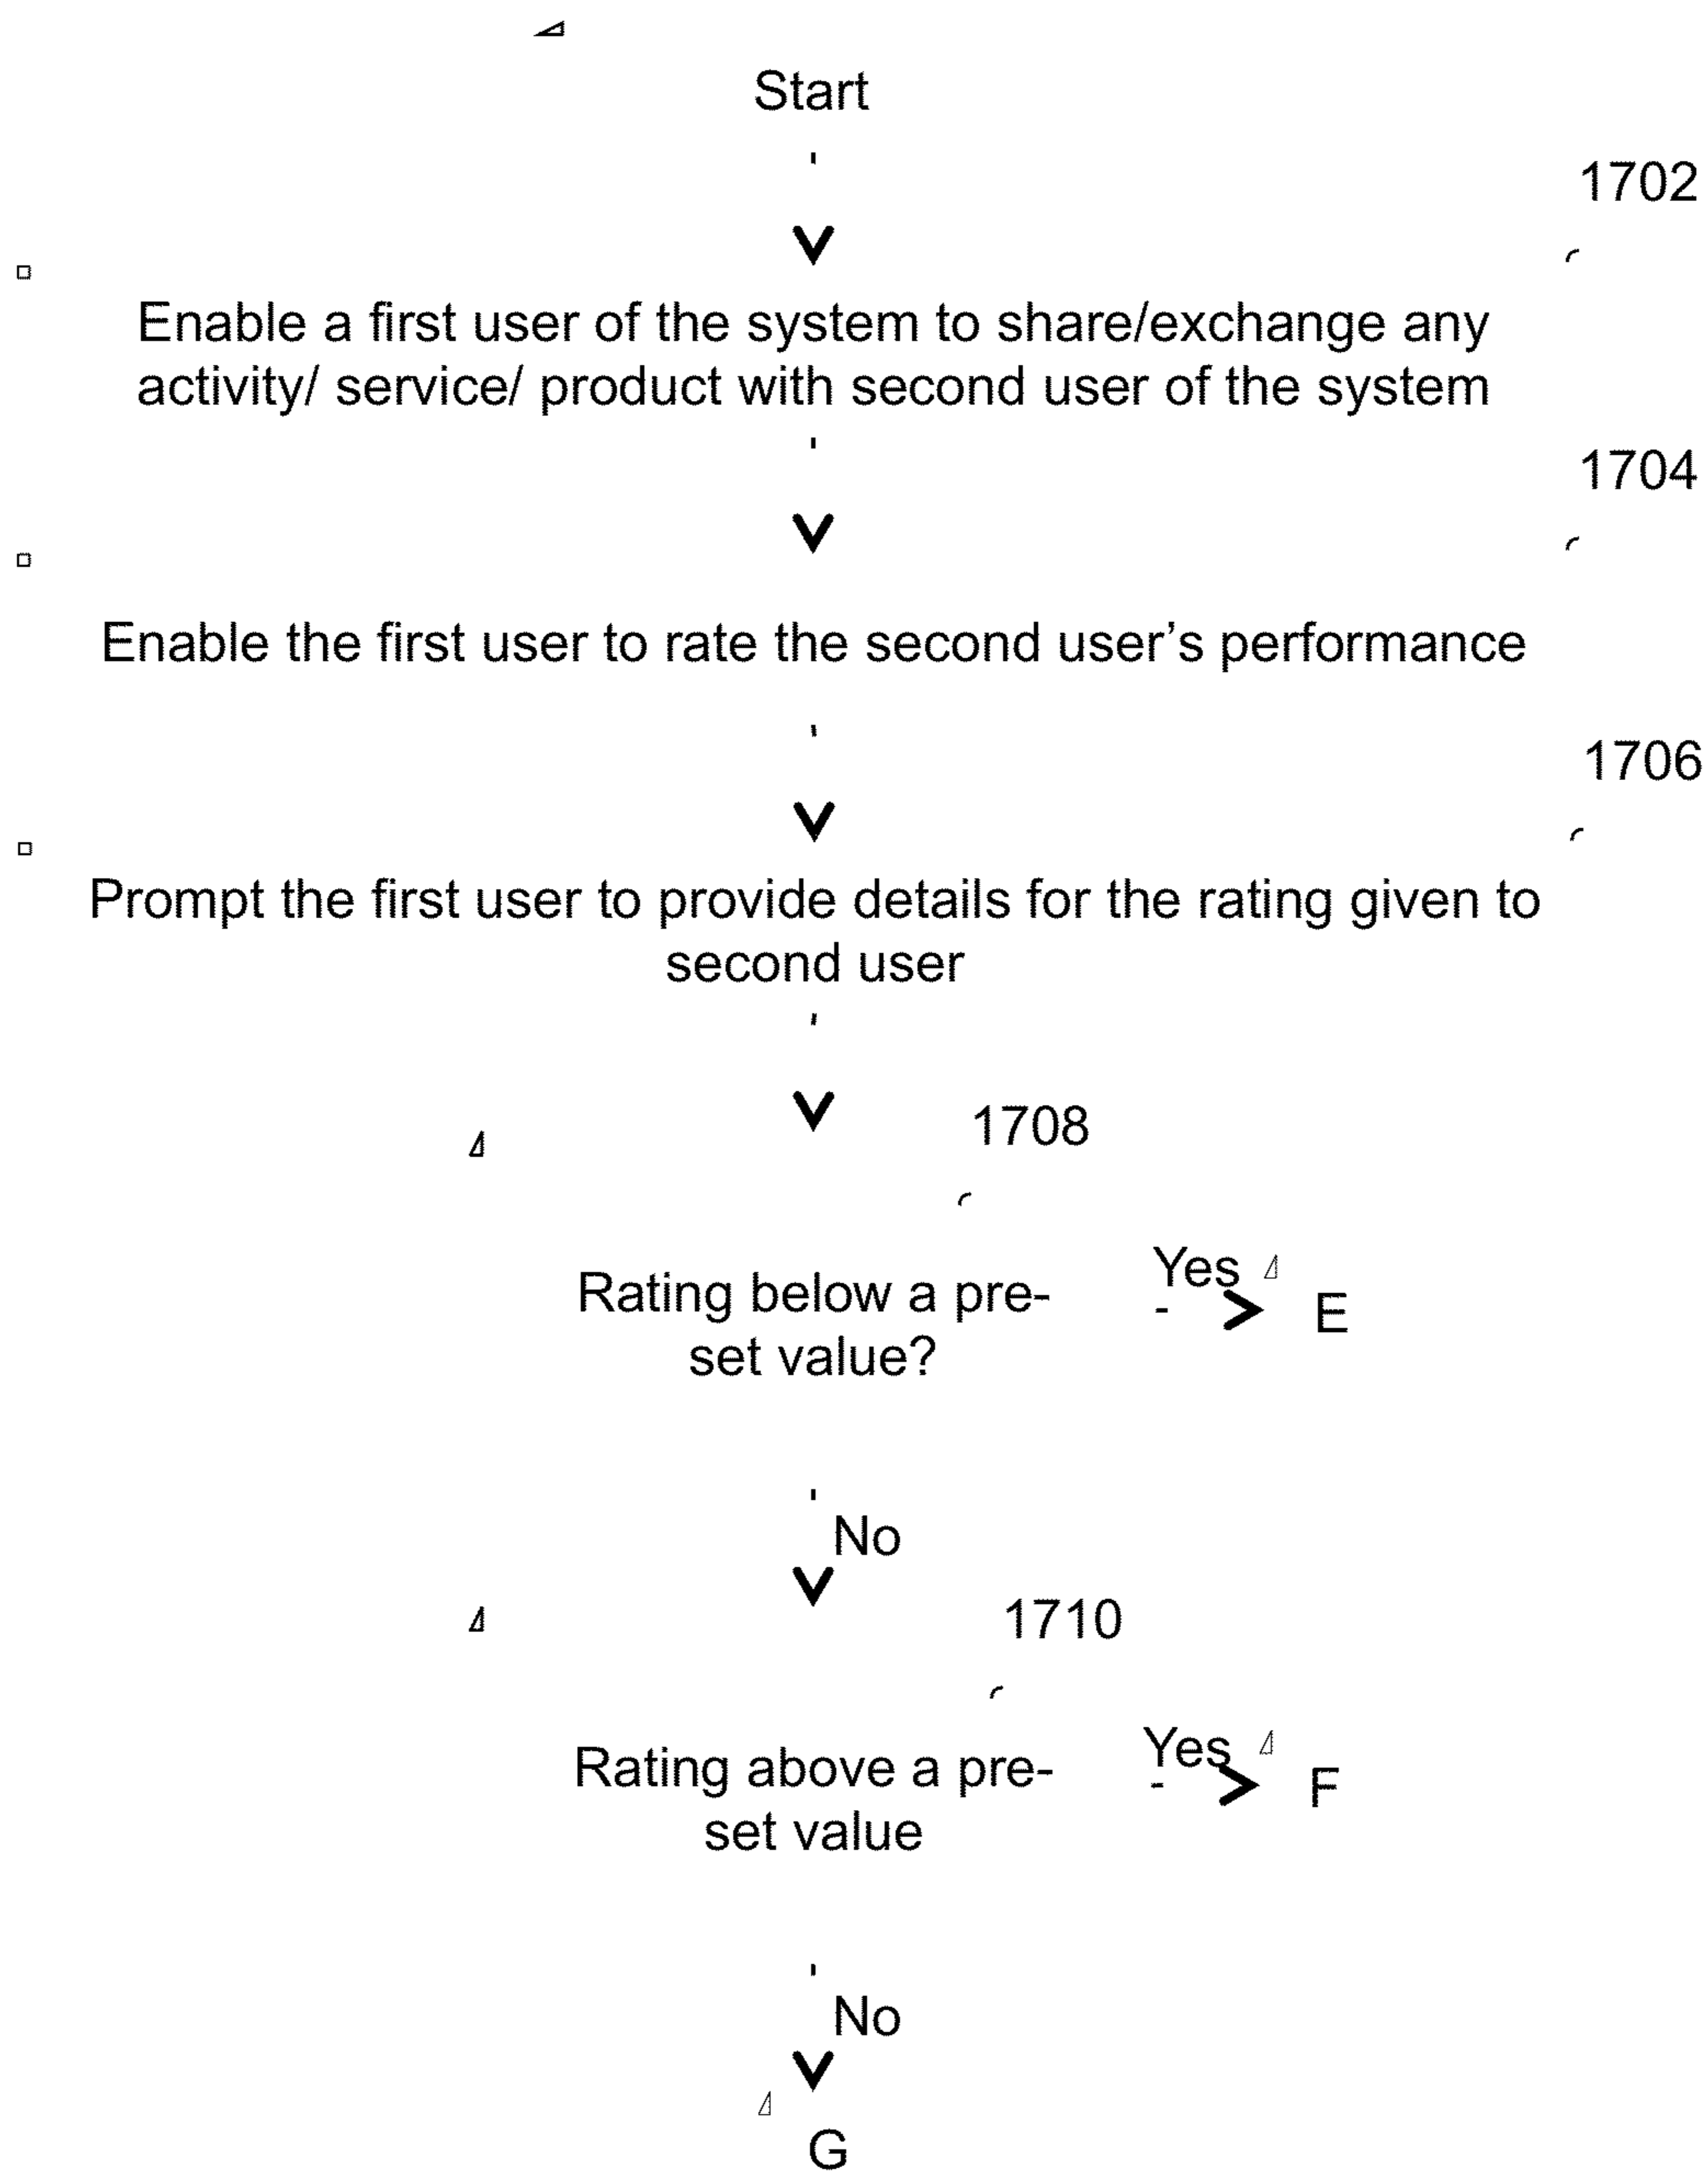 Start
1702
Enable a first user of the system to share/exchange any
activity/ service/ product with second user of the system
1704
Enable the first user to rate the second user’s performance
1706
Prompt the first user to provide details for the rating given to
second user
1708
Rating below a pre-
set value?
Yes
E
No
1710
Rating above a pre-
set value
Yes
F
No
G